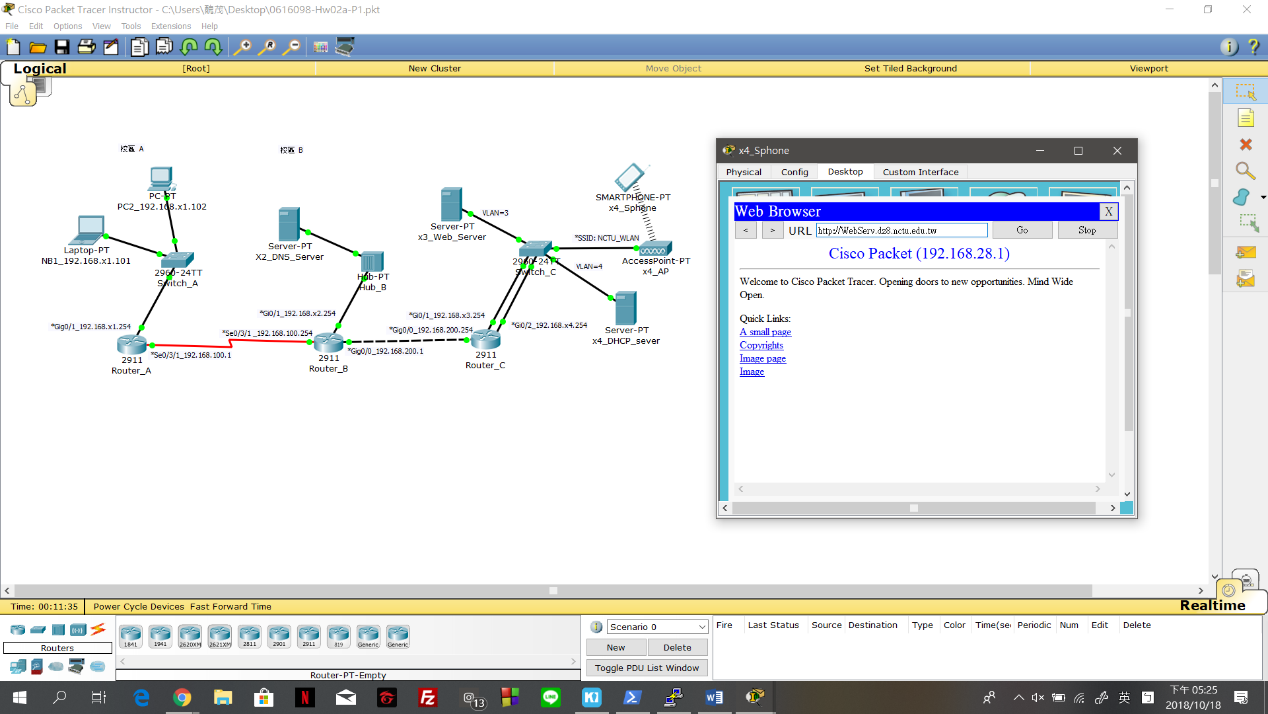 Cisco Packet Tracer Instructor - C:\Users\醜茂\Desktop\0616098-Hw02a-P1.pkt
File Edit Options View Tools Extensions Help
Logical [Root] New Cluster Move Object Set Tiled Background Viewport
校區 A
校區 B
PC-PT
PC2_192.168.x1.102
Laptop-PT
NB1_192.168.x1.101
2960-24TT
Switch_A
*Gig0/1_192.168.x1.254
2911
Router_A
*Se0/3/1_192.168.100.1
Server-PT
X2_DNS_Server
Hub-PT
Hub_B
*Gi0/1_192.168.x2.254
*Se0/3/1 _192.168.100.254
2911
Router_B
*Gig0/0_192.168.200.1
Server-PT
x3_Web_Server
VLAN=3
2960-24TT
Switch_C
*SSID: NCTU_WLAN
VLAN=4
SMARTPHONE-PT
x4_Sphone
AccessPoint-PT
x4_AP
Server-PT
x4_DHCP_sever
*Gi0/1_192.168.x3.254
*Gig0/0_192.168.200.254
*Gi0/2_192.168.x4.254
2911
Router_C
x4_Sphone
Physical Config Desktop Custom Interface
Web Browser X
< > URL http://WebServ.dz8.nctu.edu.tw Go Stop
Cisco Packet (192.168.28.1)
Welcome to Cisco Packet Tracer. Opening doors to new opportunities. Mind Wide
Open.
Quick Links:
A small page
Copyrights
Image page
Image
Time: 00:11:35 Power Cycle Devices Fast Forward Time
Realtime
Routers
1841 1941 2620XM 2621XM 2811 2901 2911 819 Generic Generic
Router-PT-Empty
Scenario 0
New Delete
Toggle PDU List Window
Fire Last Status Source Destination Type Color Time(se Periodic Num Edit Delete
13
英
下午 05:25
2018/10/18